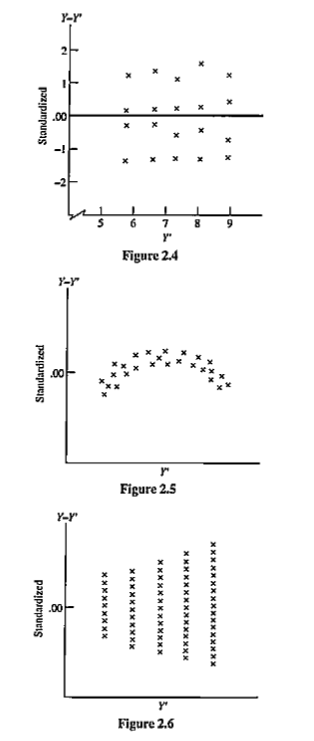 Y–Y'
2
1
Standardized
.00
–1
–2
5 6 7 8 9
Y'
Figure 2.4
Y–Y'
Standardized
.00
Y'
Figure 2.5
Y–Y'
Standardized
.00
Y'
Figure 2.6